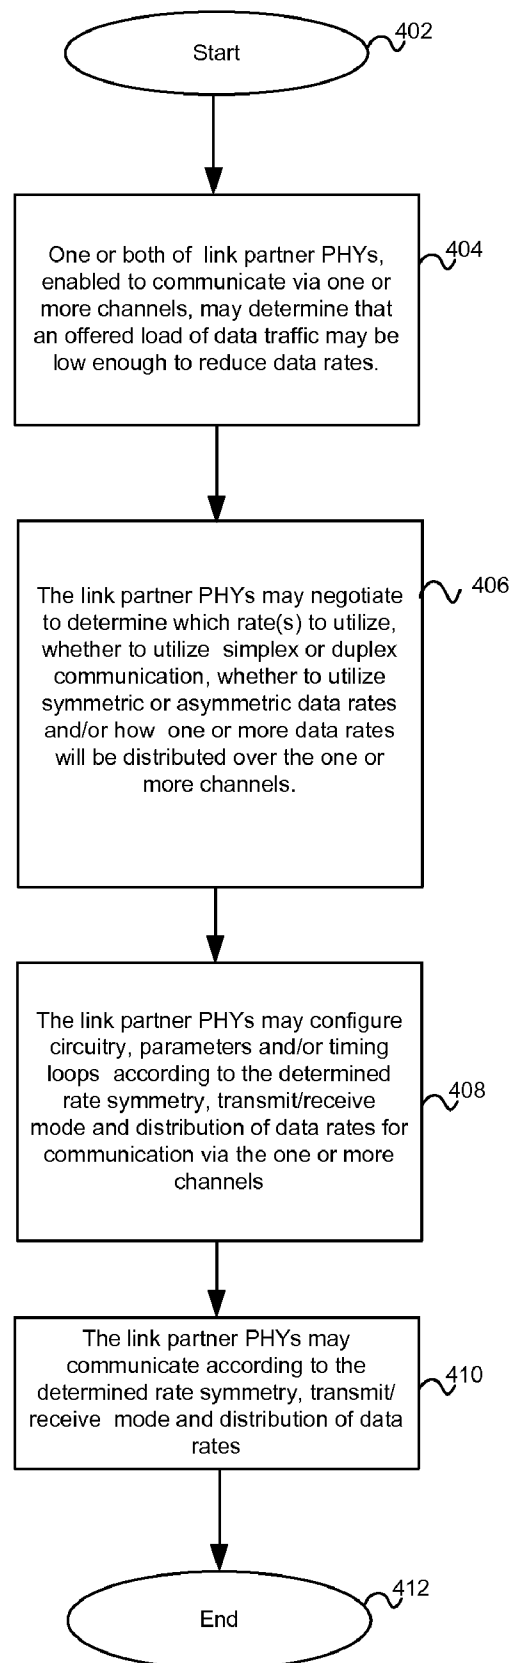 402
Start
404
One or both of link partner PHYs,
enabled to communicate via one or
more channels, may determine that
an offered load of data traffic may be
low enough to reduce data rates.
406
The link partner PHYs may negotiate
to determine which rate(s) to utilize,
whether to utilize simplex or duplex
communication, whether to utilize
symmetric or asymmetric data rates
and/or how one or more data rates
will be distributed over the one or
more channels.
The link partner PHYs may configure
circuitry, parameters and/or timing
loops according to the determined
rate symmetry, transmit/receive
mode and distribution of data rates for
communication via the one or more
channels
408
The link partner PHYs may
communicate according to the
determined rate symmetry, transmit/
receive mode and distribution of data
rates
410
412
End